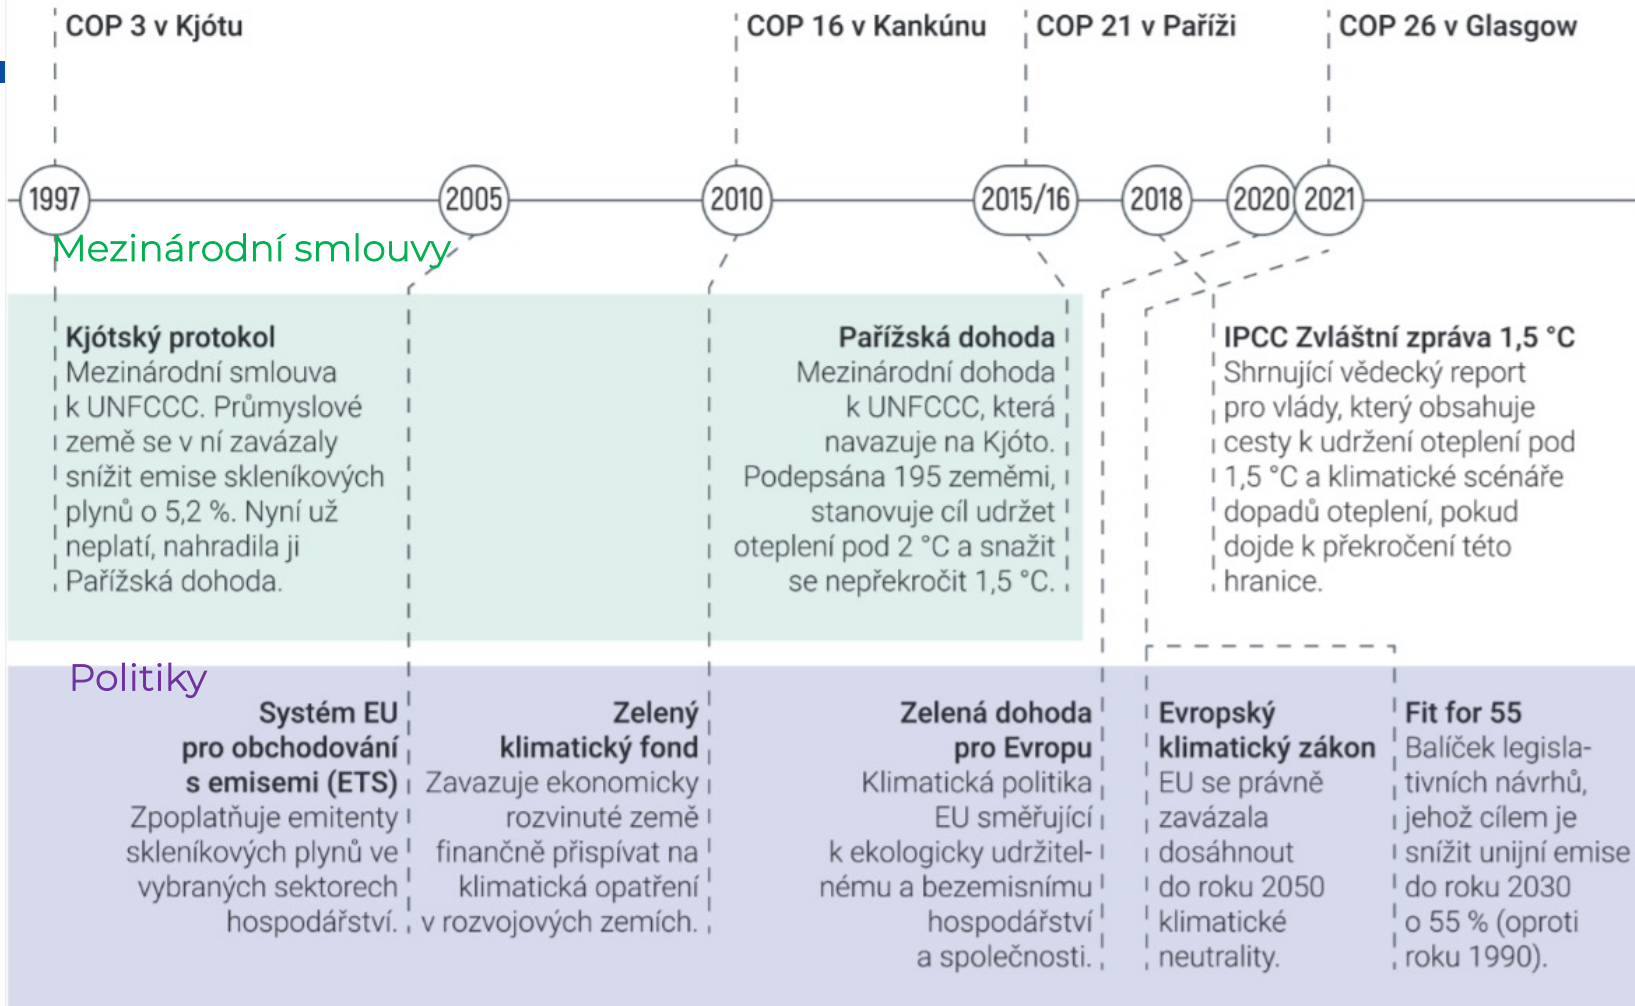 COP 3 v Kjótu
COP 16 v Kankúnu
COP 21 v Paříži
COP 26 v Glasgow
1997
2005
2010
2015/16
2018
2020
2021
Mezinárodní smlouvy
Kjótský protokol
Mezinárodní smlouva
k UNFCCC. Průmyslové
země se v ní zavázaly
snížit emise skleníkových
plynů o 5,2 %. Nyní už
neplatí, nahradila ji
Pařížská dohoda.
Pařížská dohoda
Mezinárodní dohoda
k UNFCCC, která
navazuje na Kjóto.
Podepsána 195 zeměmi,
stanovuje cíl udržet
oteplení pod 2 °C a snažit
se nepřekročit 1,5 °C.
IPCC Zvláštní zpráva 1,5 °C
Shrnující vědecký report
pro vlády, který obsahuje
cesty k udržení oteplení pod
1,5 °C a klimatické scénáře
dopadů oteplení, pokud
dojde k překročení této
hranice.
Politiky
Systém EU
pro obchodování
s emisemi (ETS)
Zpoplatňuje emitenty
skleníkových plynů ve
vybraných sektorech
hospodářství.
Zelený
klimatický fond
Zavazuje ekonomicky
rozvinuté země
finančně přispívat na
klimatická opatření
v rozvojových zemích.
Zelená dohoda
pro Evropu
Klimatická politika
EU směřující
k ekologicky udržitel-
nému a bezemisnímu
hospodářství
a společnosti.
Evropský
klimatický zákon
EU se právně
zavázala
dosáhnout
do roku 2050
klimatické
neutrality.
Fit for 55
Balíček legisla-
tivních návrhů,
jehož cílem je
snížit unijní emise
do roku 2030
o 55 % (oproti
roku 1990).